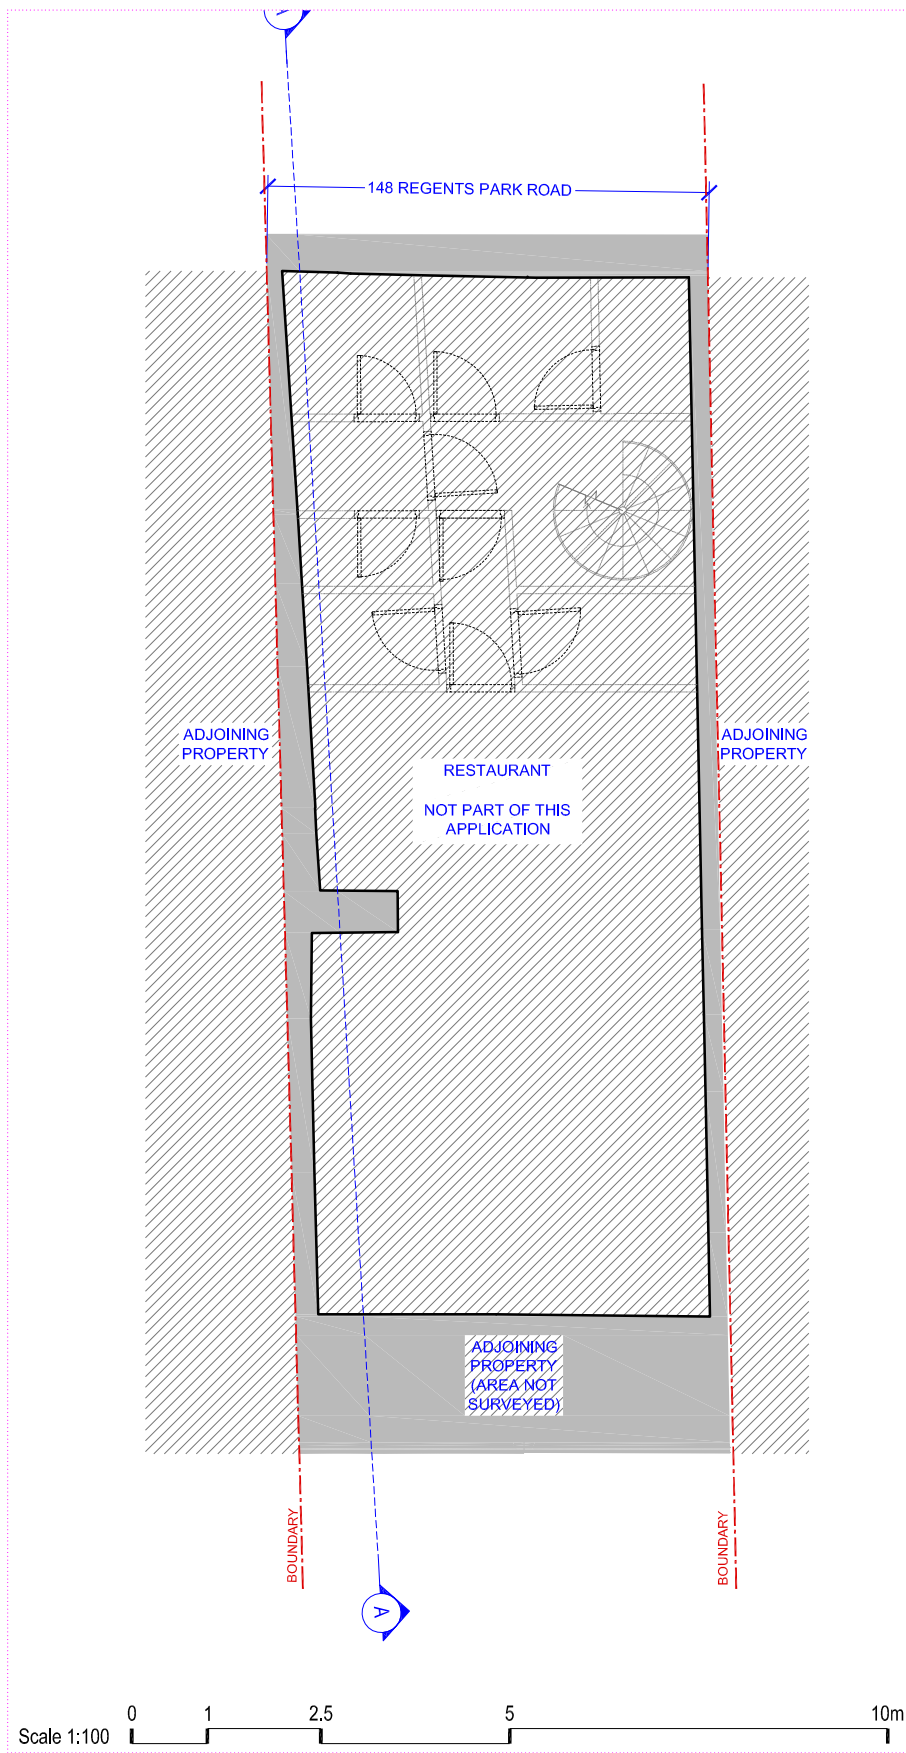 148 REGENTS PARK ROAD
ADJOINING
PROPERTY
ADJOINING
PROPERTY
RESTAURANT
NOT PART OF THIS
APPLICATION
ADJOINING
PROPERTY
(AREA NOT
SURVEYED)
BOUNDARY
BOUNDARY
A
0 1 2.5 5 10m
Scale 1:100